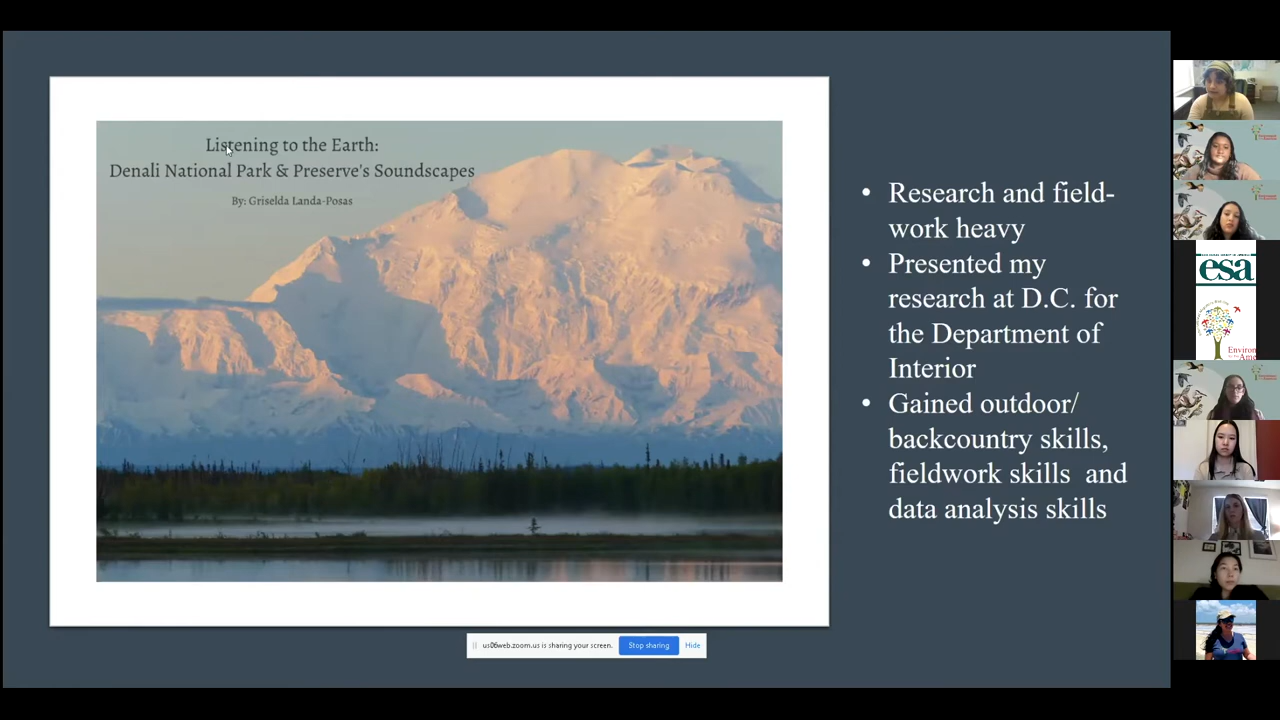 Listening to the Earth:
Denali National Park & Preserve's Soundscapes
By: Griselda Landa-Posas
• Research and field-
work heavy
• Presented my
research at D.C. for
the Department of
Interior
• Gained outdoor/
backcountry skills,
fieldwork skills and
data analysis skills
us06web.zoom.us is sharing your screen. Stop sharing Hide
esa